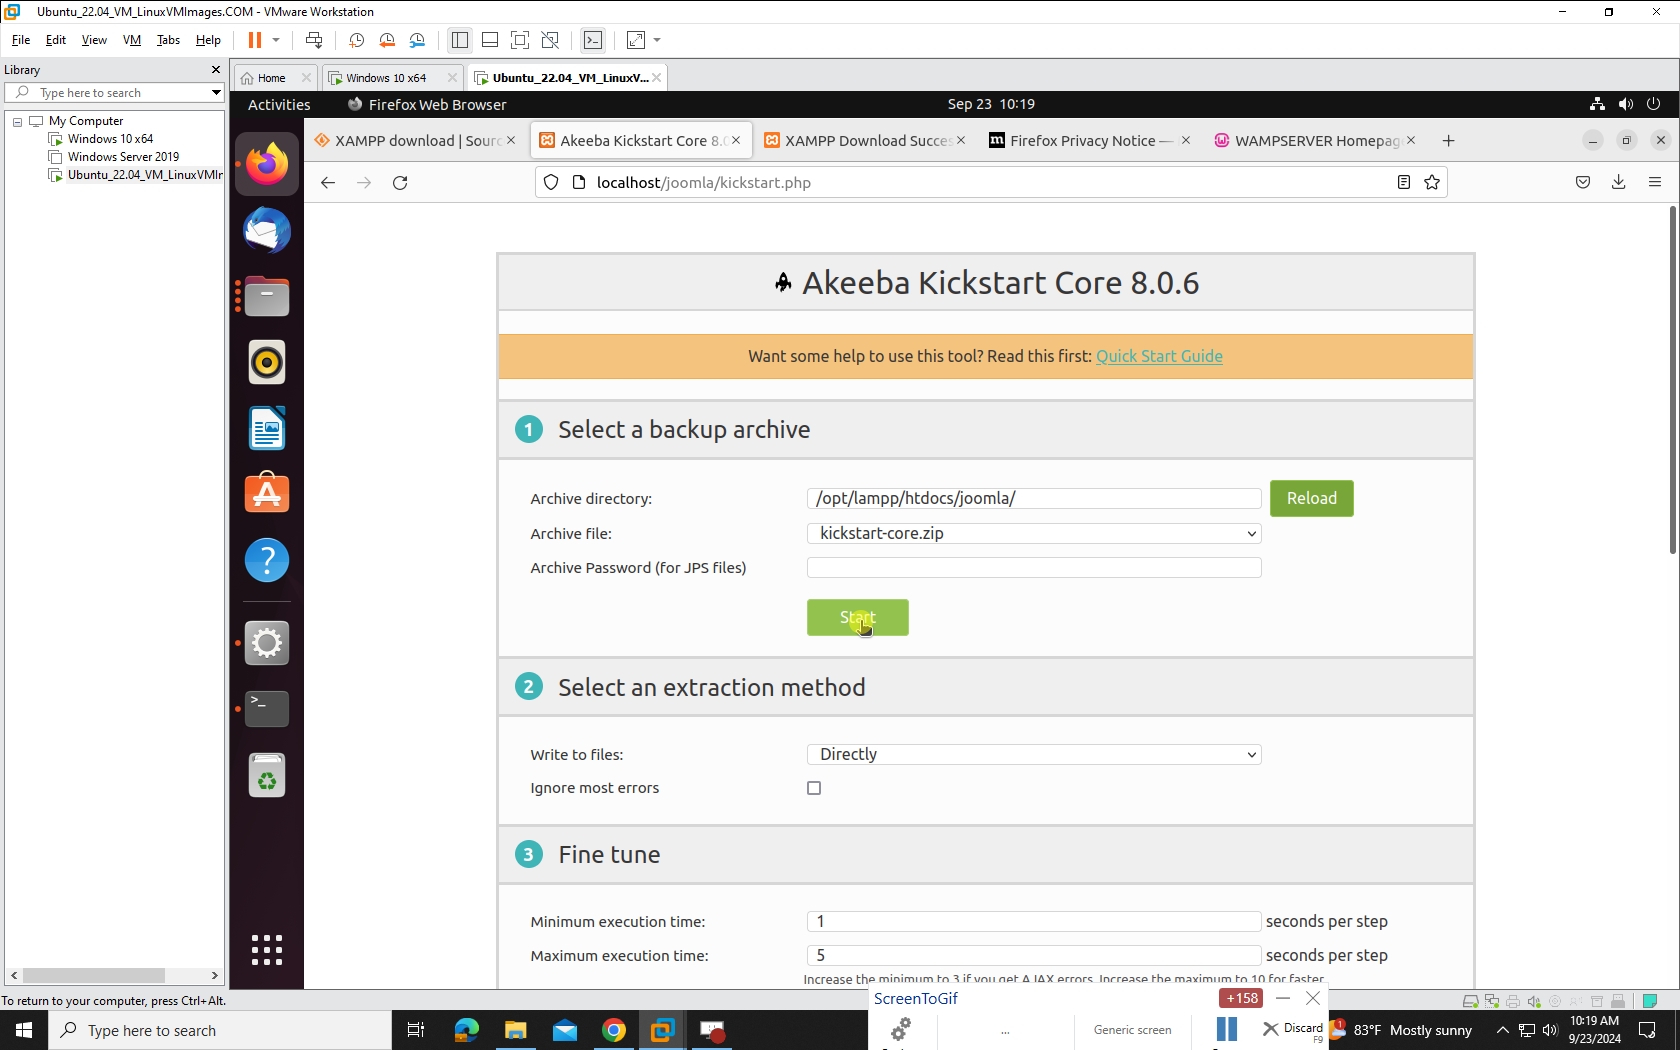 Ubuntu_22.04_VM_LinuxVMImages.COM - VMware Workstation
File Edit View VM Tabs Help
Library
Type here to search
My Computer
Windows 10 x64
Windows Server 2019
Ubuntu_22.04_VM_LinuxVMIr
Home
Windows 10 x64
Ubuntu_22.04_VM_LinuxV...
Activities
Firefox Web Browser
Sep 23 10:19
XAMPP download | Sourc
Akeeba Kickstart Core 8.0
XAMPP Download Succes
Firefox Privacy Notice —
WAMPSERVER Homepag
localhost/joomla/kickstart.php
Akeeba Kickstart Core 8.0.6
Want some help to use this tool? Read this first: Quick Start Guide
1 Select a backup archive
Archive directory: /opt/lampp/htdocs/joomla/ Reload
Archive file: kickstart-core.zip
Archive Password (for JPS files)
Start
2 Select an extraction method
Write to files: Directly
Ignore most errors
3 Fine tune
Minimum execution time: 1 seconds per step
Maximum execution time: 5 seconds per step
Increase the minimum to 3 if you get AJAX errors. Increase the maximum to 10 for faster
To return to your computer, press Ctrl+Alt.
ScreenToGif
+158
... Generic screen Discard
F9
Type here to search
1
83°F Mostly sunny
10:19 AM
9/23/2024